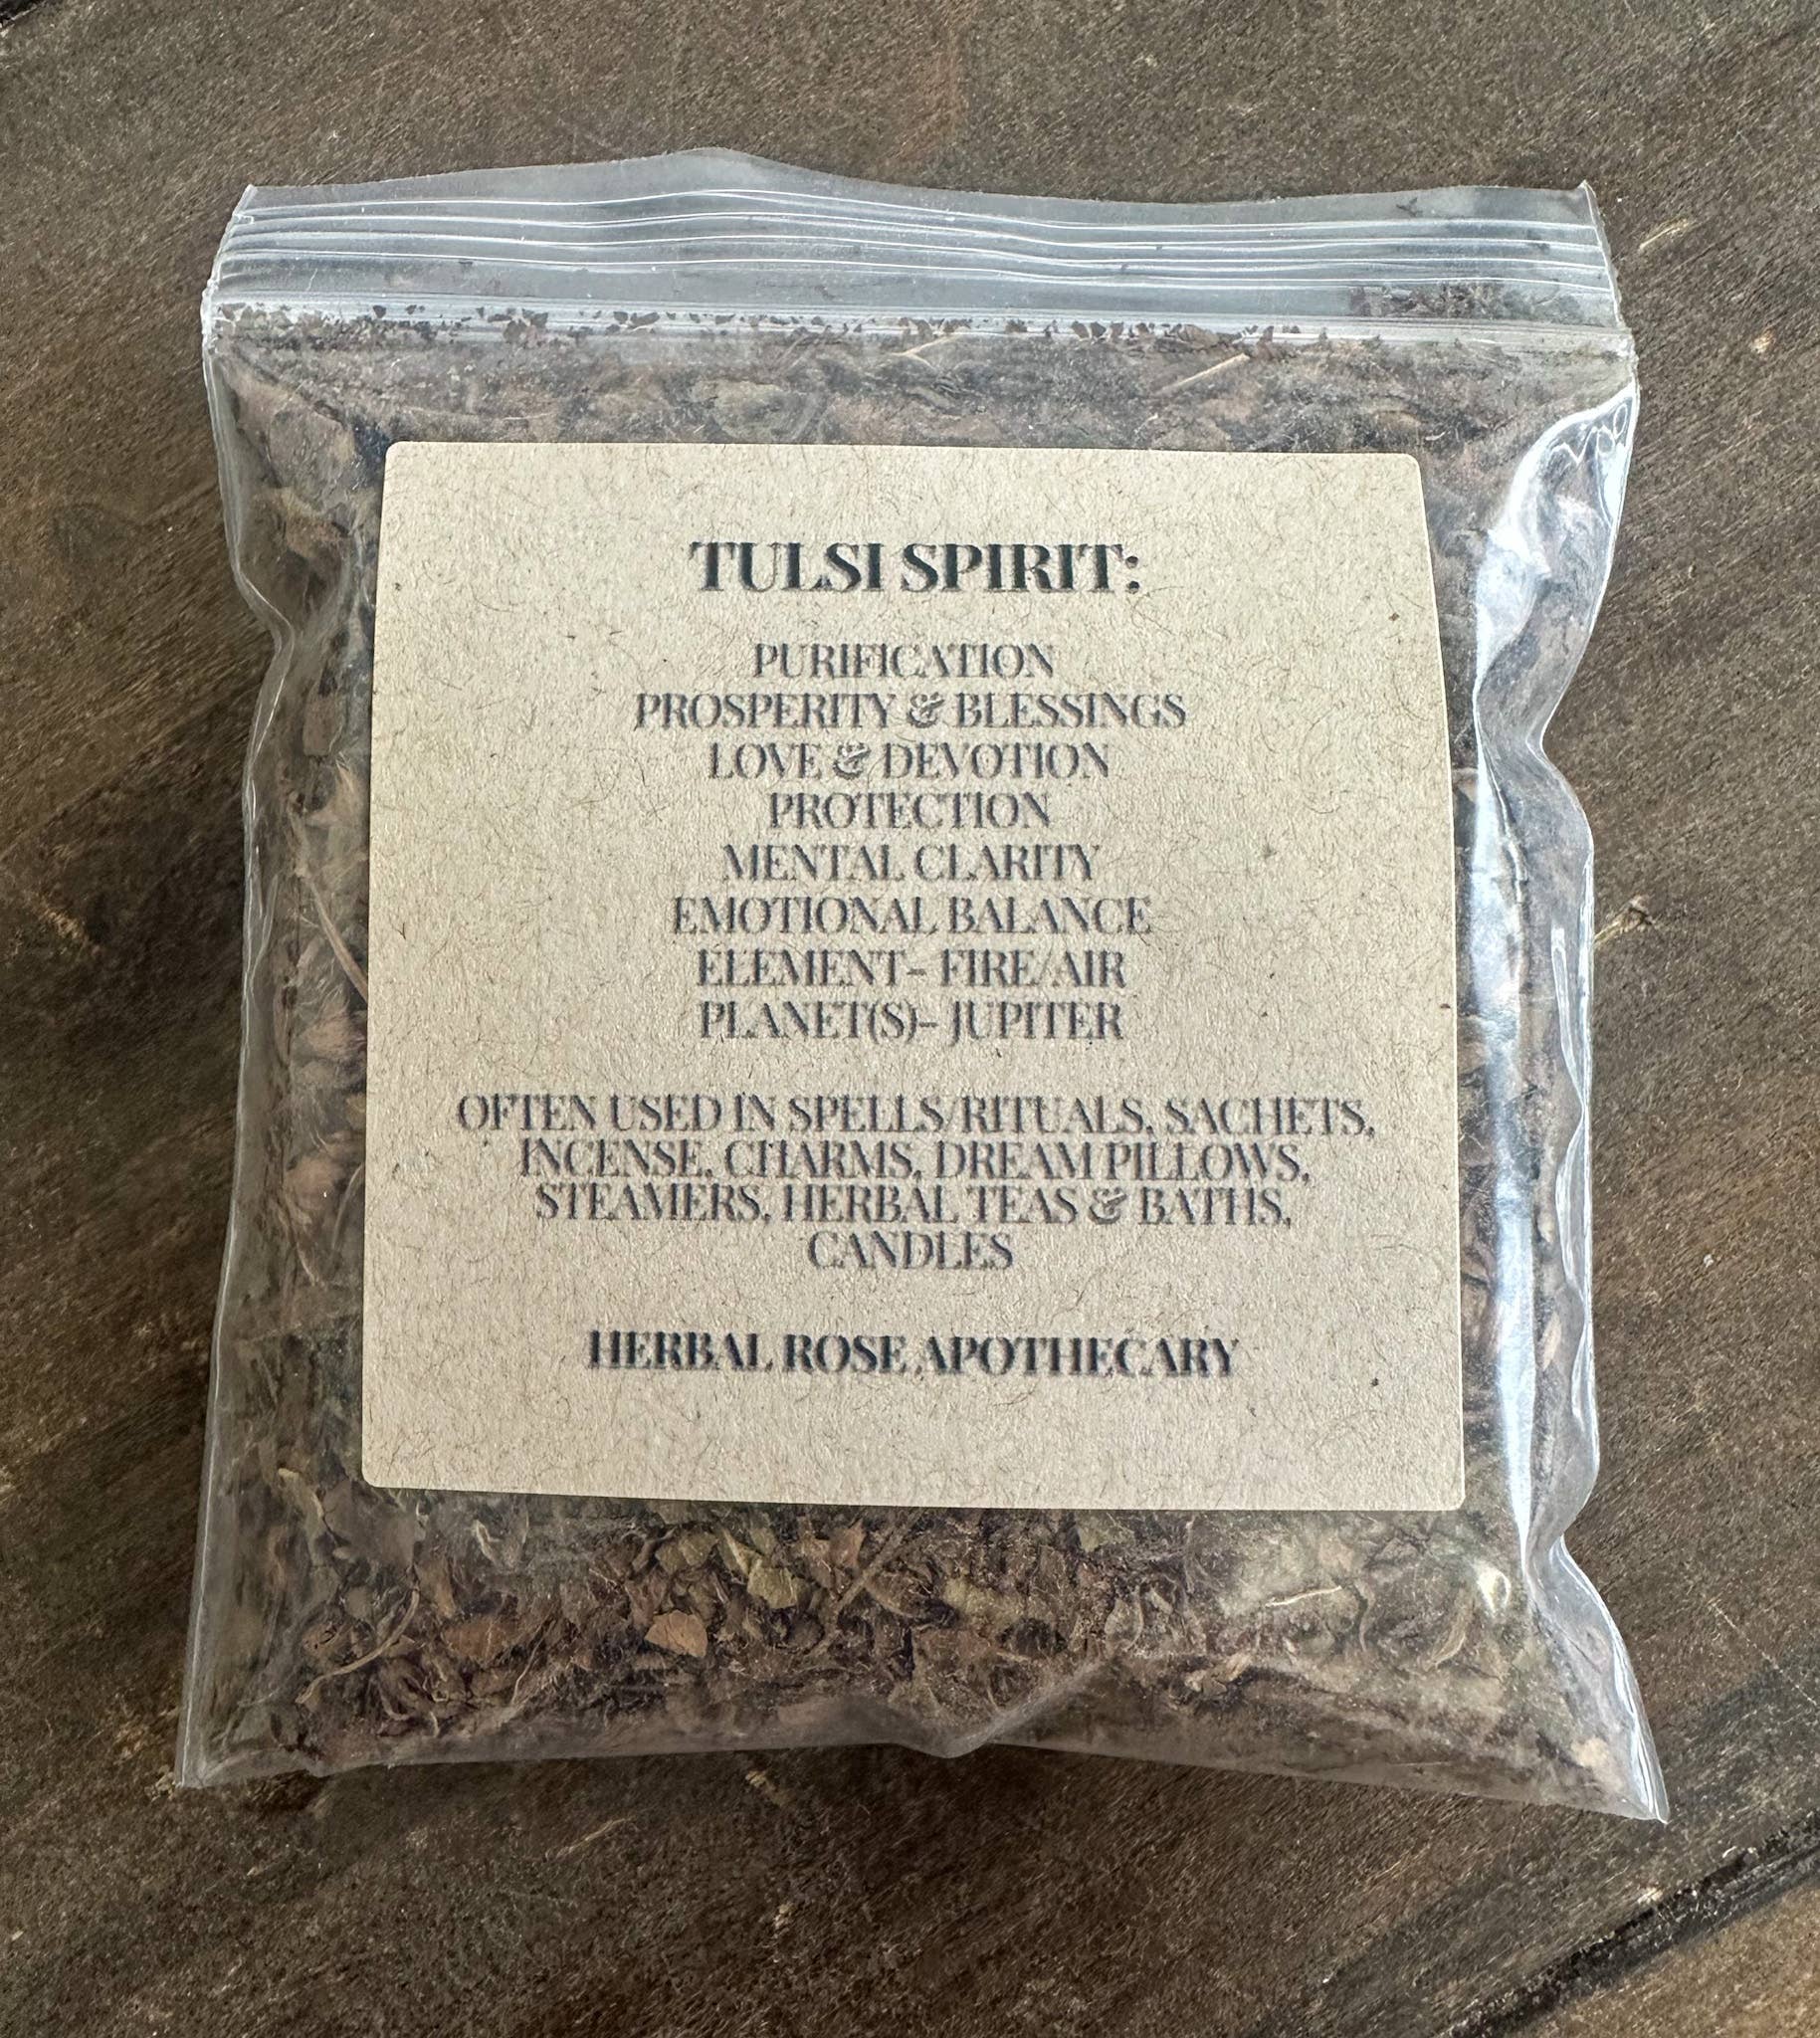 TULSI SPIRIT:
PURIFICATION
PROSPERITY & BLESSINGS
LOVE & DEVOTION
PROTECTION
MENTAL CLARITY
EMOTIONAL BALANCE
ELEMENT- FIRE/AIR
PLANET(S)- JUPITER
OFTEN USED IN SPELLS/RITUALS, SACHETS,
INCENSE, CHARMS, DREAM PILLOWS,
STEAMERS, HERBAL TEAS & BATHS,
CANDLES
HERBAL ROSE APOTHECARY